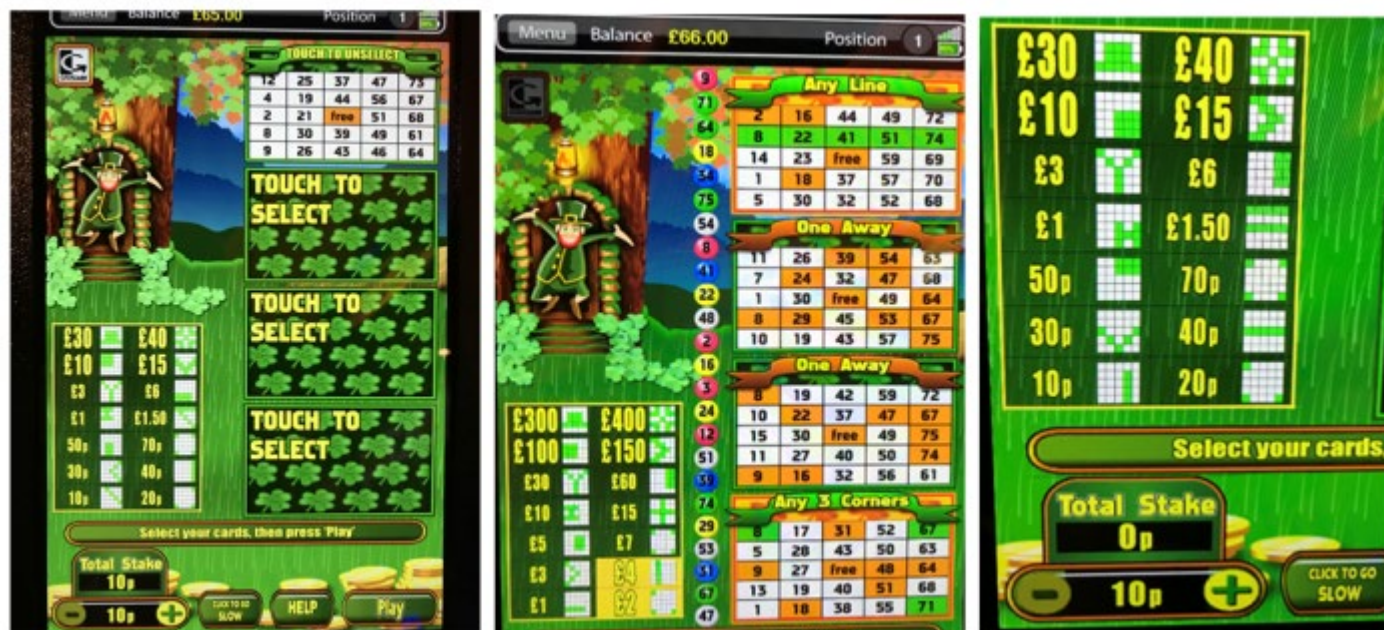 Menu Balance £65.00 Position 1
TOUCH TO UNSELECT
12 25 37 47 73
4 19 44 56 67
2 21 free 51 68
8 30 39 49 61
9 26 43 46 64
TOUCH TO
SELECT
TOUCH TO
SELECT
TOUCH TO
SELECT
£30 £40
£10 £15
£3 £6
£1 £1.50
50p 70p
30p 40p
10p 20p
Select your cards, then press 'Play'
Total Stake
10p
- 10p +
CLICK TO GO
SLOW
HELP
Play
Menu Balance £66.00 Position 1
9
71
64
18
34
75
54
8
41
22
48
2
16
3
24
12
51
39
74
29
53
31
67
47
Any Line
2 16 44 49 72
8 22 41 51 74
14 23 free 59 69
1 18 37 57 70
5 30 32 52 68
One Away
11 26 39 54 63
7 24 32 47 68
1 30 free 49 64
8 29 45 53 67
10 19 43 57 75
One Away
8 19 42 59 72
10 22 37 47 67
15 30 free 49 75
11 27 40 50 74
9 16 32 56 61
Any 3 Corners
8 17 31 52 67
5 28 43 50 63
9 27 free 48 64
13 19 40 51 68
1 18 38 55 71
£300 £400
£100 £150
£30 £60
£10 £15
£5 £7
£3 £4
£1 £2
£30 £40
£10 £15
£3 £6
£1 £1.50
50p 70p
30p 40p
10p 20p
Select your cards,
Total Stake
0p
- 10p +
CLICK TO GO
SLOW